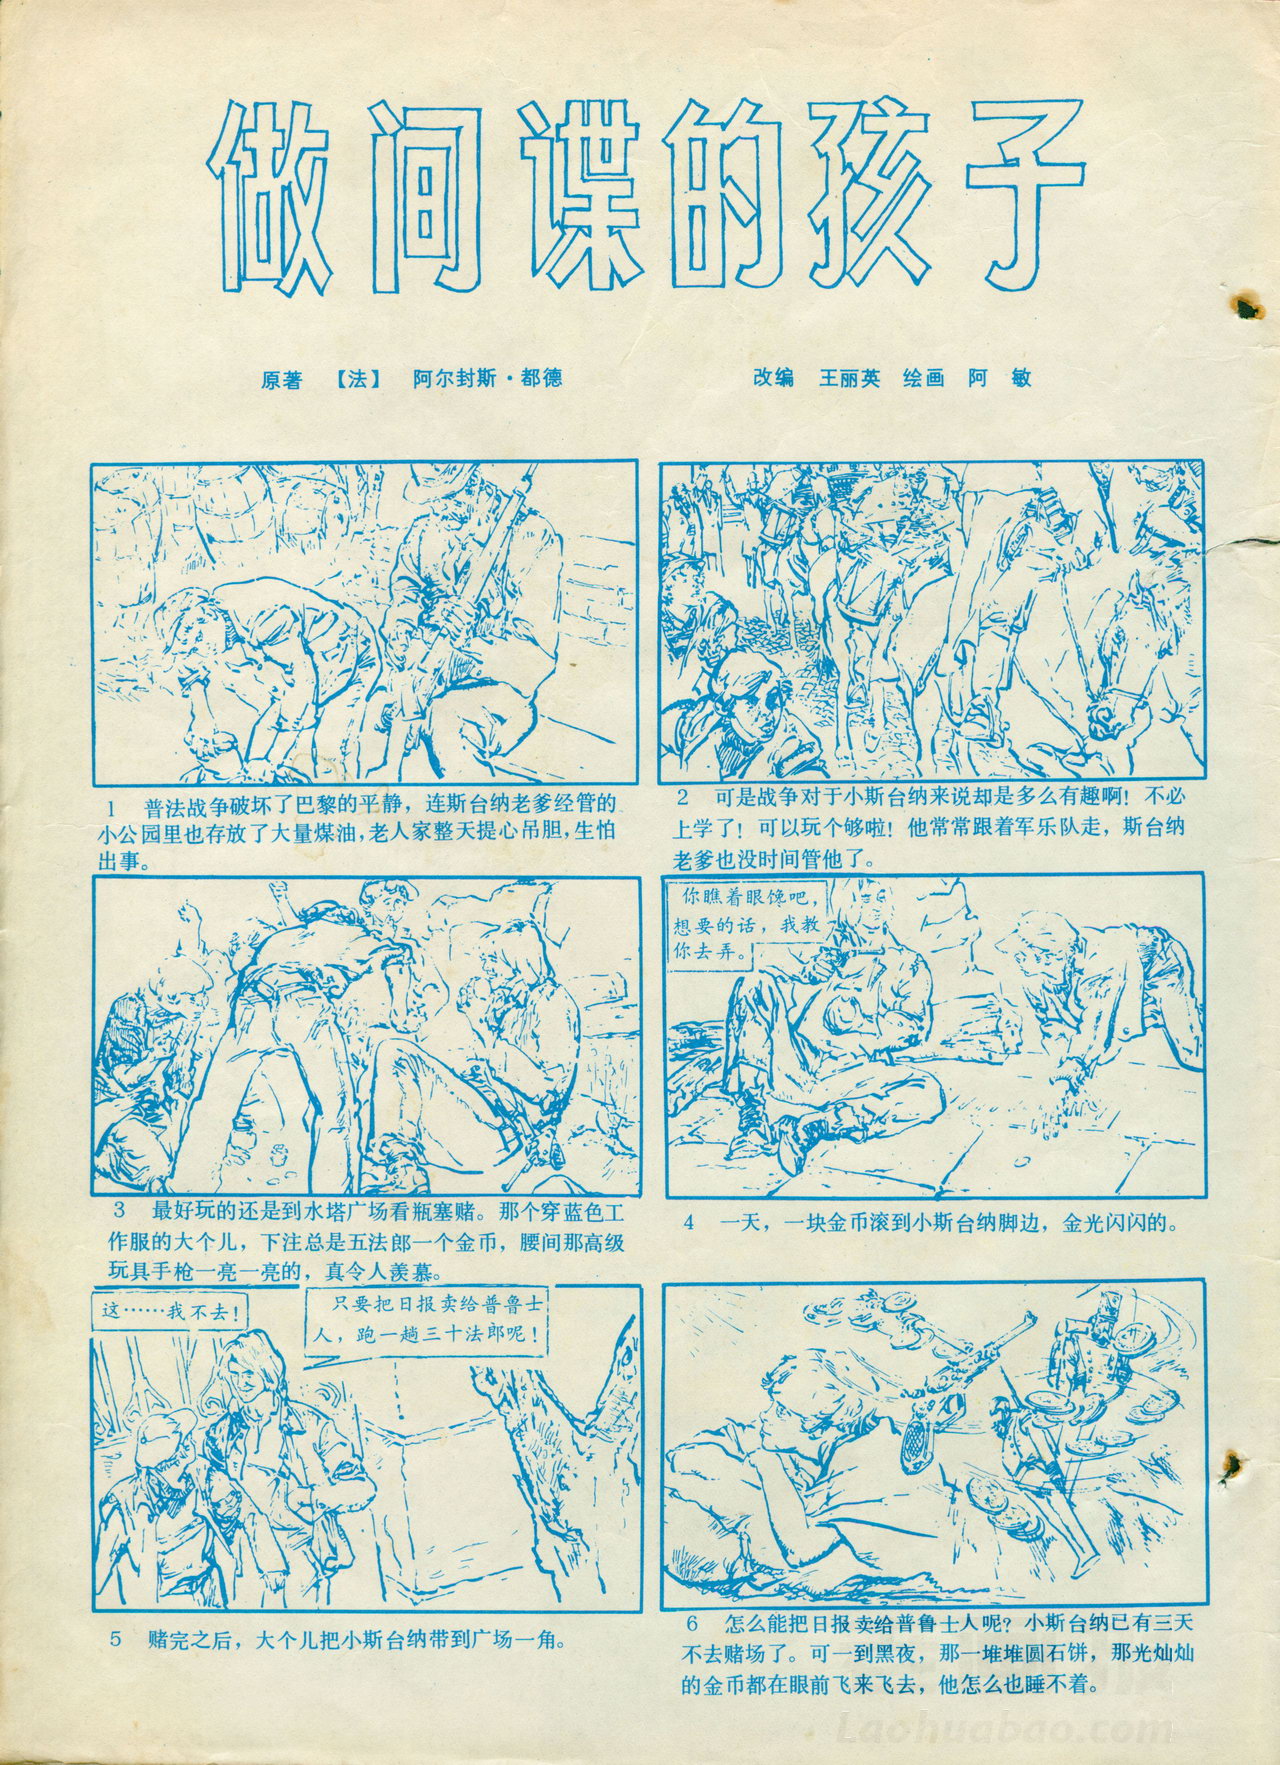 做间谍的孩子
原著 【法】 阿尔封斯·都德
改编 王丽英 绘画 阿 敏
1 普法战争破坏了巴黎的平静，连斯台纳老爹经管的
小公园里也存放了大量煤油，老人家整天提心吊胆，生怕
出事。
2 可是战争对于小斯台纳来说却是多么有趣啊！不必
上学了！可以玩个够啦！他常常跟着军乐队走，斯台纳
老爹也没时间管他了。
3 最好玩的还是到水塔广场看瓶塞赌。那个穿蓝色工
作服的大个儿，下注总是五法郎一个金币，腰间那高级
玩具手枪一亮一亮的，真令人羡慕。
你瞧着眼馋吧，
想要的话，我教
你去弄。
4 一天，一块金币滚到小斯台纳脚边，金光闪闪的。
这……我不去！
只要把日报卖给普鲁士
人，跑一趟三十法郎呢！
5 赌完之后，大个儿把小斯台纳带到广场一角。
6 怎么能把日报卖给普鲁士人呢？小斯台纳已有三天
不去赌场了。可一到黑夜，那一堆堆圆石饼，那光灿灿
的金币都在眼前飞来飞去，他怎么也睡不着。
Laohuabao.com